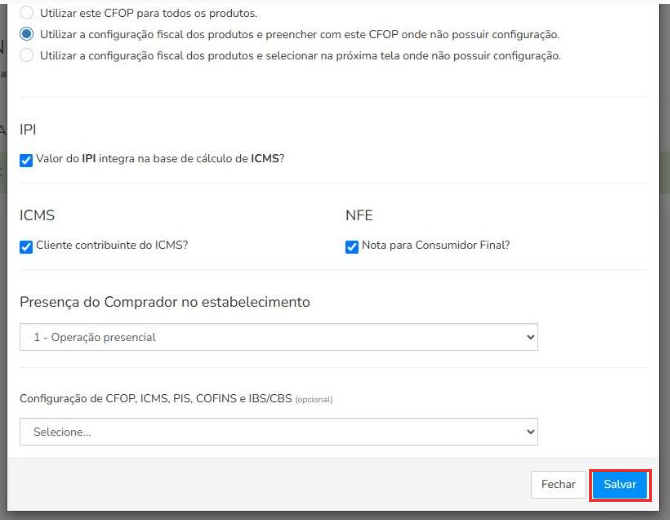 Utilizar este CFOP para todos os produtos.
Utilizar a configuração fiscal dos produtos e preencher com este CFOP onde não possuir configuração.
Utilizar a configuração fiscal dos produtos e selecionar na próxima tela onde não possuir configuração.
IPI
Valor do IPI integra na base de cálculo de ICMS?
ICMS
NFE
Cliente contribuinte do ICMS?
Nota para Consumidor Final?
Presença do Comprador no estabelecimento
1 - Operação presencial
Configuração de CFOP, ICMS, PIS, COFINS e IBS/CBS (opcional)
Selecione...
Fechar
Salvar